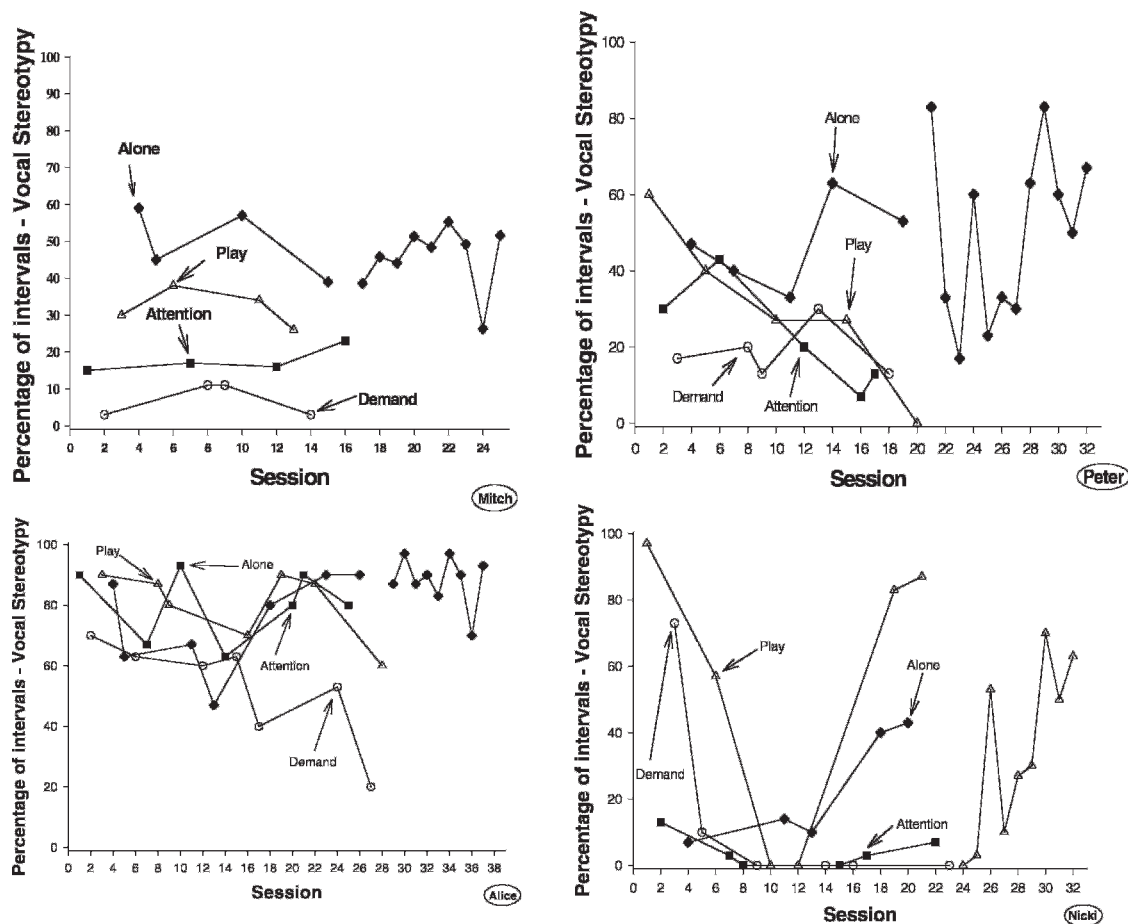 Percentage of intervals - Vocal Stereotypy
100
90
80
70
60
50
40
30
20
10
0
Alone
Play
Attention
Demand
0 2 4 6 8 10 12 14 16 18 20 22 24
Session
Mitch
Percentage of intervals - Vocal Stereotypy
100
80
60
40
20
0
Alone
Play
Demand
Attention
0 2 4 6 8 10 12 14 16 18 20 22 24 26 28 30 32
Session
Peter
Percentage of intervals - Vocal Stereotypy
100
80
60
40
20
0
Play
Alone
Attention
Demand
0 2 4 6 8 10 12 14 16 18 20 22 24 26 28 30 32 34 36 38
Session
Alice
Percentage of intervals - Vocal Stereotypy
100
80
60
40
20
0
Play
Alone
Demand
Attention
0 2 4 6 8 10 12 14 16 18 20 22 24 26 28 30 32
Session
Nicki